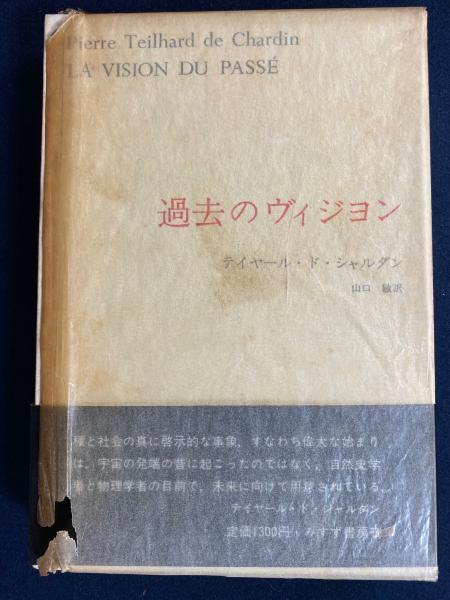 Pierre Teilhard de Chardin
LA VISION DU PASSÉ
過去のヴィジヨン
テイヤール・ド・シャルダン
山口 敏訳
種と社会の真に啓示的な事象、すなわち偉大な始まり
は、宇宙の発端の昔に起こったのではなく、自然史学
者と物理学者の目前で、未来に向けて用意されている。
テイヤール・ド・シャルダン
定価1300円・みすず書房刊